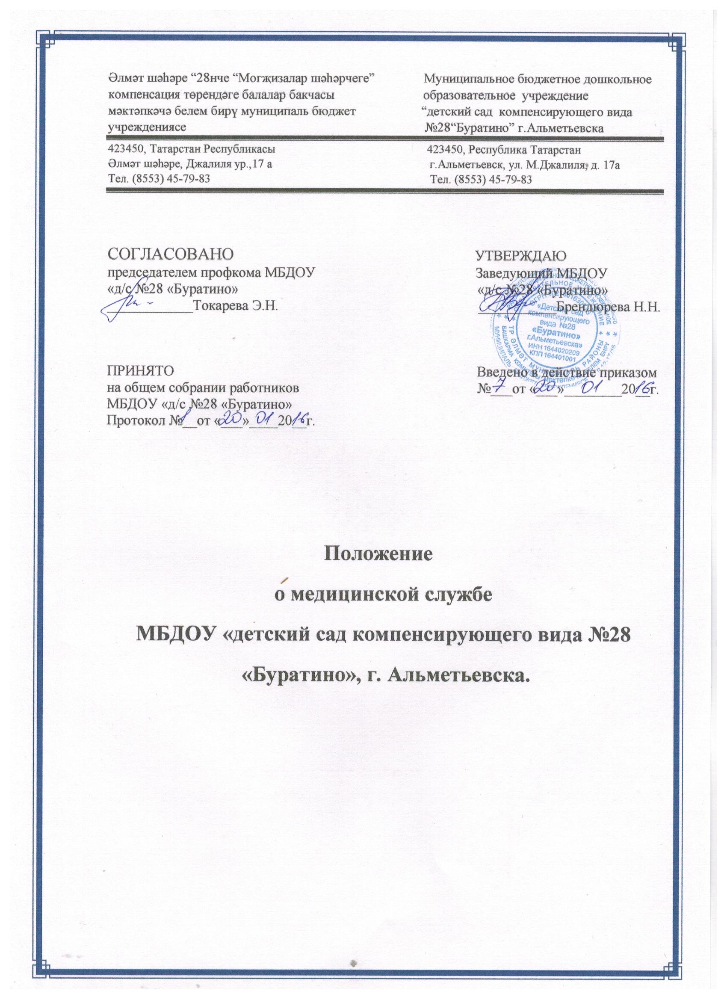 Әлмәт шәһәре “28нче “Могҗизалар шәһәрчеге”
компенсация төрендәге балалар бакчасы
мәктәпкәчә белем бирү муниципаль бюджет
учреждениясе
Муниципальное бюджетное дошкольное
образовательное учреждение
“детский сад компенсирующего вида
№28“Буратино” г.Альметьевска
423450, Татарстан Республикасы
Әлмәт шәһәре, Джалиля ур.,17 а
Тел. (8553) 45-79-83
423450, Республика Татарстан
г.Альметьевск, ул. М.Джалиля, д. 17а
Тел. (8553) 45-79-83
СОГЛАСОВАНО
председателем профкома МБДОУ
«д/с №28 «Буратино»
____________Токарева Э.Н.
УТВЕРЖДАЮ
Заведующий МБДОУ
«д/с №28 «Буратино»
___________Брендюрева Н.Н.
«Детский сад
компенсирующего
вида №28
«Буратино»
г.Альметьевска»
ИНН 1644020209
КПП 164401001
ПРИНЯТО
на общем собрании работников
МБДОУ «д/с №28 «Буратино»
Протокол №1 от «20» 01 2016г.
Введено в действие приказом
№ 7 от «20» 01 2016г.
Положение
о медицинской службе
МБДОУ «детский сад компенсирующего вида №28
«Буратино», г. Альметьевска.